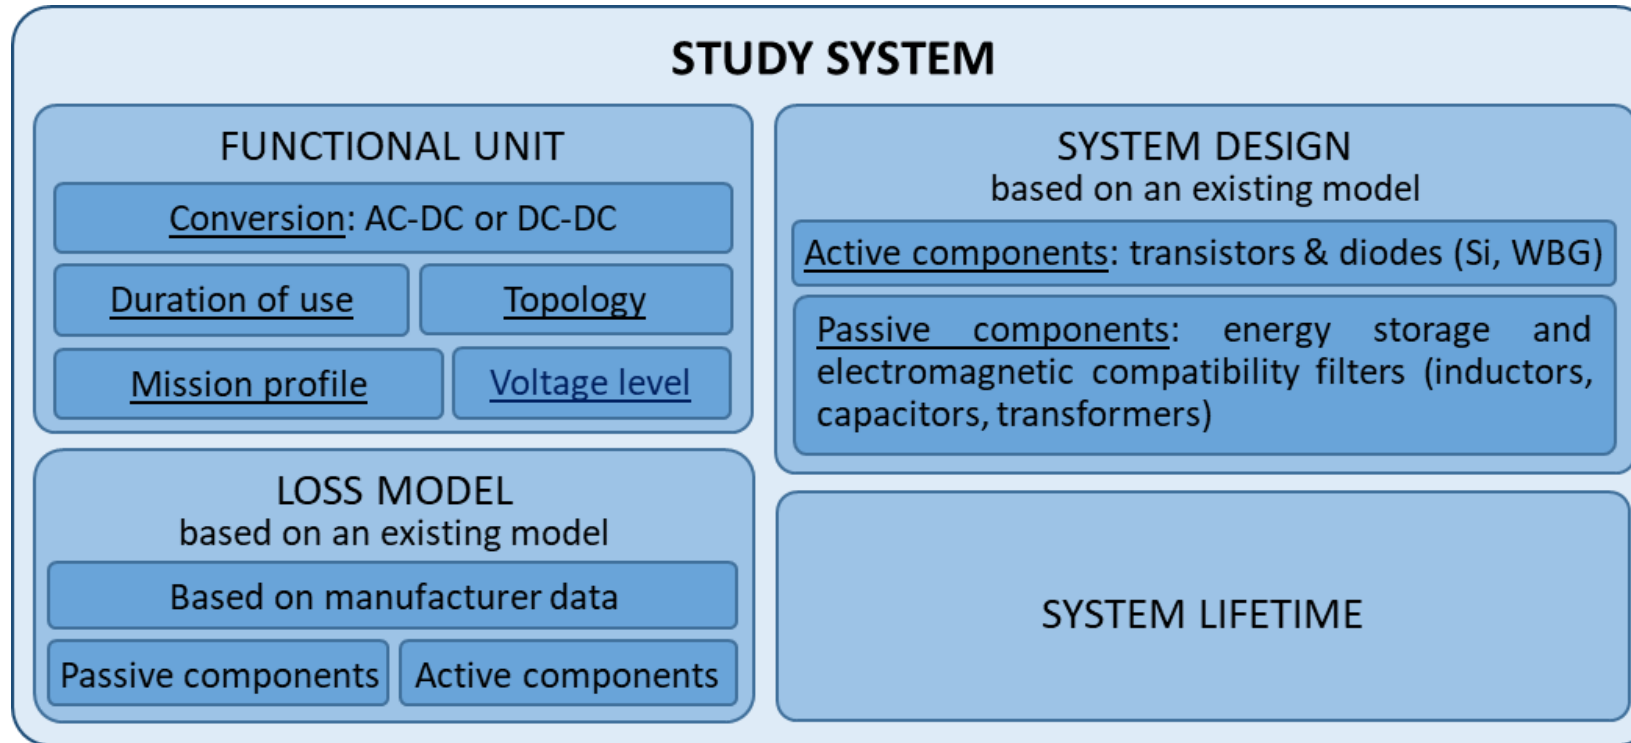 STUDY SYSTEM
FUNCTIONAL UNIT
Conversion: AC-DC or DC-DC
Duration of use
Topology
Mission profile
Voltage level
SYSTEM DESIGN
based on an existing model
Active components: transistors & diodes (Si, WBG)
Passive components: energy storage and
electromagnetic compatibility filters (inductors,
capacitors, transformers)
LOSS MODEL
based on an existing model
Based on manufacturer data
Passive components
Active components
SYSTEM LIFETIME